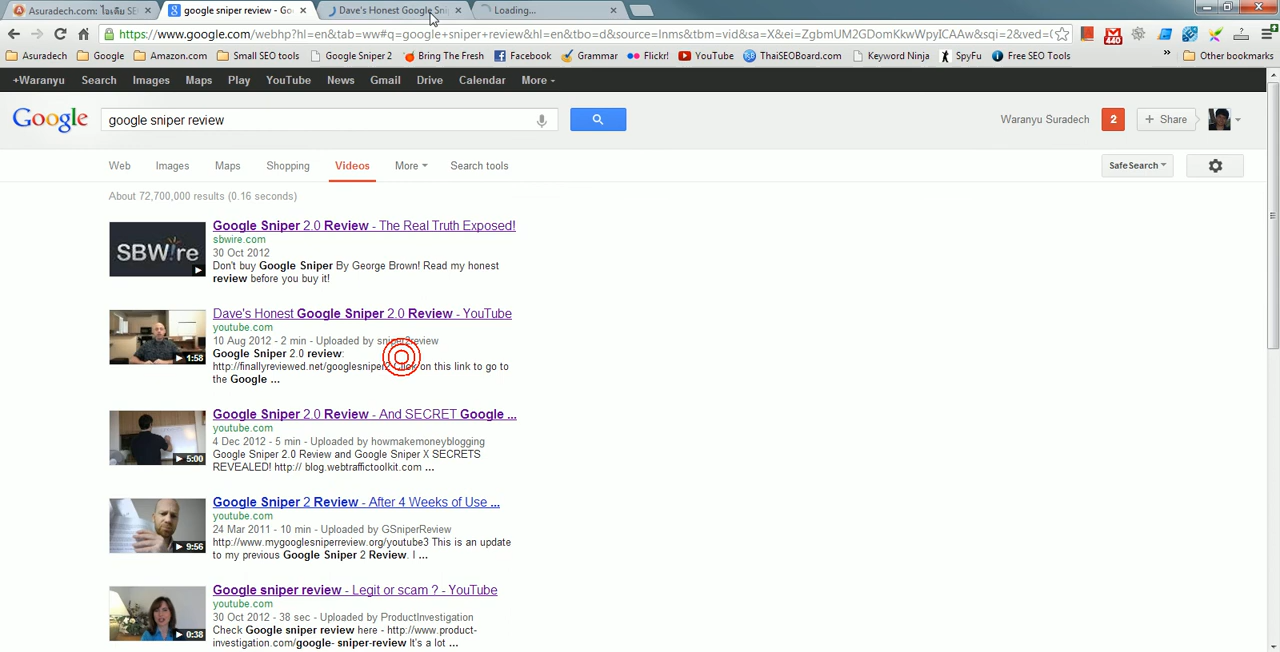 Asuradech.com: ไอเดีย SE
google sniper review - Go
Dave's Honest Google Sni
Loading...
https://www.google.com/webhp?hl=en&tab=ww#q=google+sniper+review&hl=en&tbo=d&source=lnms&tbm=vid&sa=X&ei=ZgbmUM2GDomKkwWpyICAAw&sqi=2&ved=0
Asuradech Google Amazon.com Small SEO tools Google Sniper 2 Bring The Fresh Facebook Grammar Flickr! YouTube ThaiSEOBoard.com Keyword Ninja SpyFu Free SEO Tools » Other bookmarks
+Waranyu Search Images Maps Play YouTube News Gmail Drive Calendar More
Google google sniper review Waranyu Suradech 2 + Share
Web Images Maps Shopping Videos More Search tools SafeSearch
About 72,700,000 results (0.16 seconds)
Google Sniper 2.0 Review - The Real Truth Exposed!
sbwire.com
30 Oct 2012
SBWire
Don't buy Google Sniper By George Brown! Read my honest
review before you buy it!
Dave's Honest Google Sniper 2.0 Review - YouTube
youtube.com
10 Aug 2012 - 2 min - Uploaded by sniper2review
Google Sniper 2.0 review:
1:58
http://finallyreviewed.net/googlesniper2 Click on this link to go to
the Google ...
Google Sniper 2.0 Review - And SECRET Google ...
youtube.com
4 Dec 2012 - 5 min - Uploaded by howmakemoneyblogging
Google Sniper 2.0 Review and Google Sniper X SECRETS
5:00
REVEALED! http:// blog.webtraffictoolkit.com ...
Google Sniper 2 Review - After 4 Weeks of Use ...
youtube.com
24 Mar 2011 - 10 min - Uploaded by GSniperReview
http://www.mygooglesniperreview.org/youtube3 This is an update
9:56
to my previous Google Sniper 2 Review. I ...
Google sniper review - Legit or scam ? - YouTube
youtube.com
30 Oct 2012 - 38 sec - Uploaded by ProductInvestigation
Check Google sniper review here - http://www.product-
0:38
investigation.com/google- sniper-review It's a lot ...